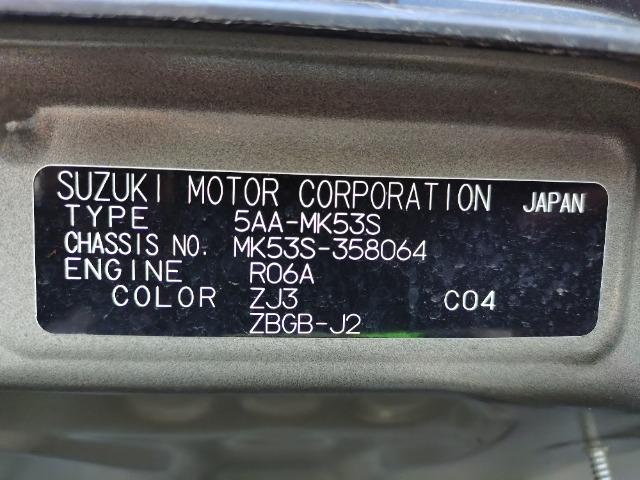 SUZUKI MOTOR CORPORATION JAPAN
TYPE 5AA-MK53S
CHASSIS NO. MK53S-358064
ENGINE R06A
COLOR ZJ3 C04
ZBGB-J2